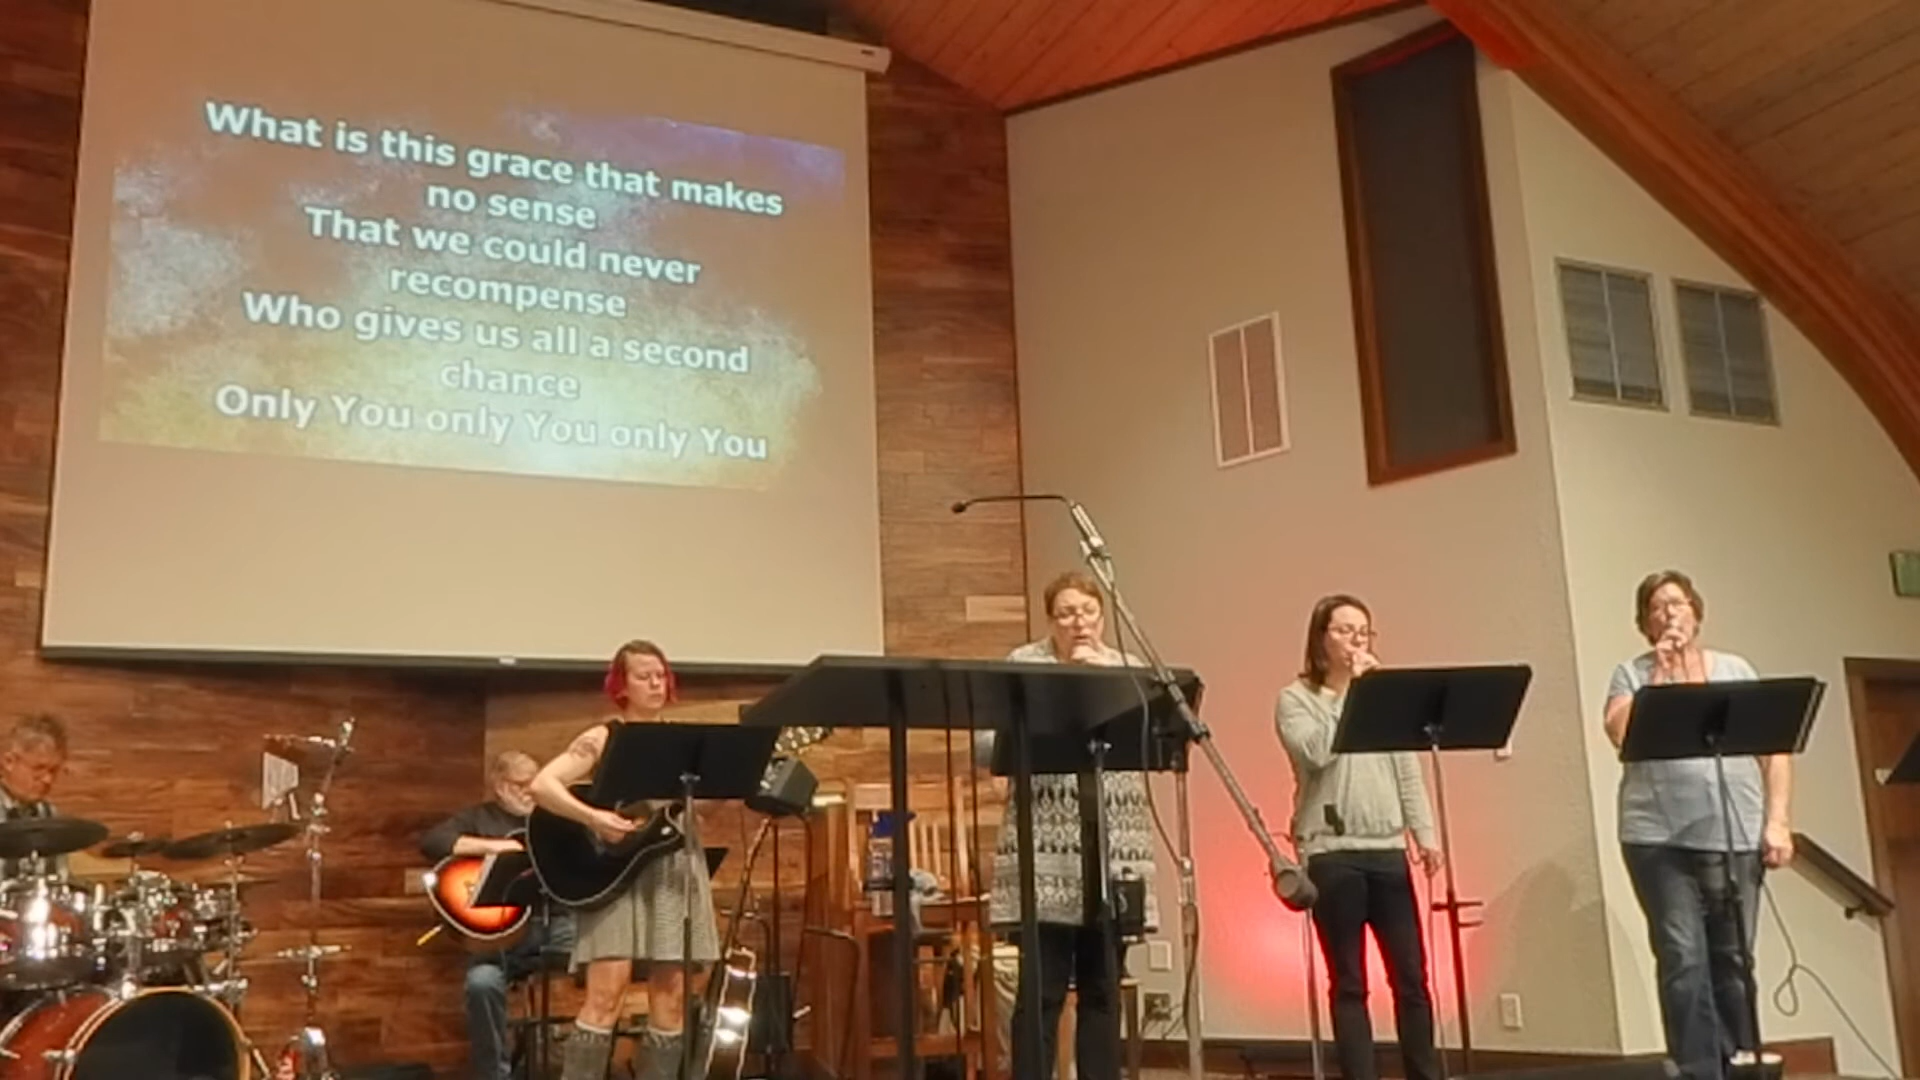 What is this grace that makes
no sense
That we could never
recompense
Who gives us all a second
chance
Only You only You only You